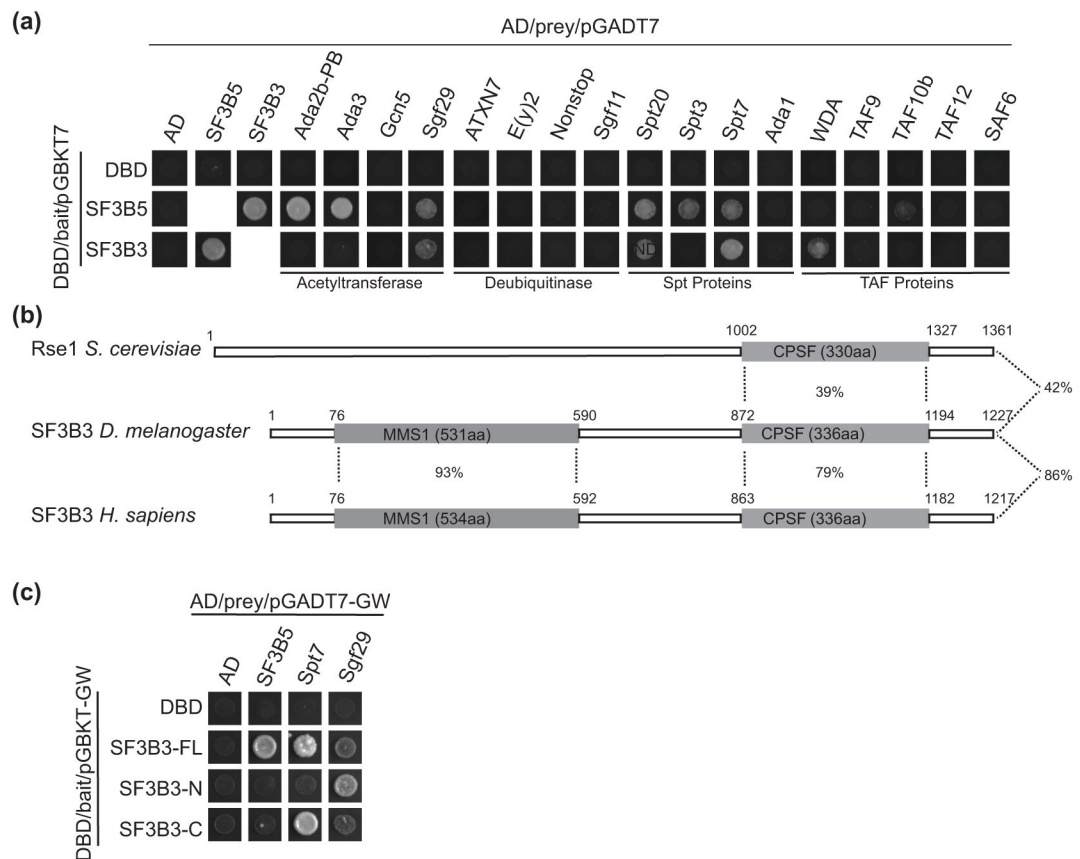 (a)
AD/prey/pGADT7
AD SF3B5 SF3B3 Ada2b-PB Ada3 Gcn5 Sgf29 ATXN7 E(y)2 Nonstop Sgf11 Spt20 Spt3 Spt7 Ada1 WDA TAF9 TAF10b TAF12 SAF6
DBD/bait/pGBKT7
DBD
SF3B5
SF3B3
ND
Acetyltransferase Deubiquitinase Spt Proteins TAF Proteins
(b)
1 1002 1327 1361
Rse1 S. cerevisiae CPSF (330aa)
39% 42%
1 76 590 872 1194 1227
SF3B3 D. melanogaster MMS1 (531aa) CPSF (336aa)
93% 79% 86%
1 76 592 863 1182 1217
SF3B3 H. sapiens MMS1 (534aa) CPSF (336aa)
(c)
AD/prey/pGADT7-GW
AD SF3B5 Spt7 Sgf29
DBD/bait/pGBKT-GW
DBD
SF3B3-FL
SF3B3-N
SF3B3-C